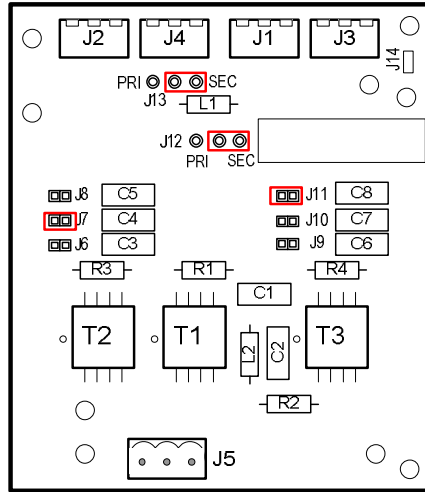 J2 J4 J1 J3
J14
PRI SEC
J13 L1
J12
PRI SEC
J8 C5 J11 C8
J7 C4 J10 C7
J6 C3 J9 C6
R3 R1 R4
C1
T2 T1 T3
L2 C2
R2
J5